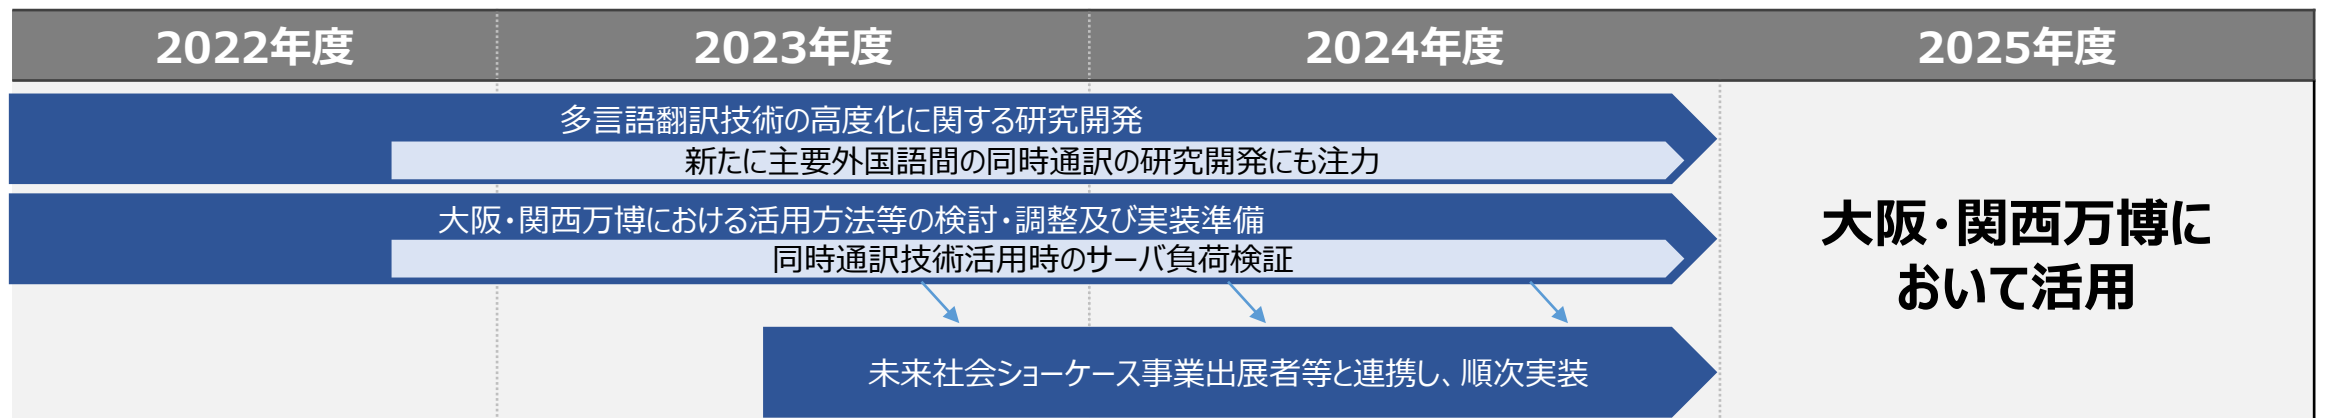 2022年度 2023年度 2024年度 2025年度
多言語翻訳技術の高度化に関する研究開発
新たに主要外国語間の同時通訳の研究開発にも注力
大阪・関西万博における活用方法等の検討・調整及び実装準備
同時通訳技術活用時のサーバ負荷検証
未来社会ショーケース事業出展者等と連携し、順次実装
大阪・関西万博に
おいて活用